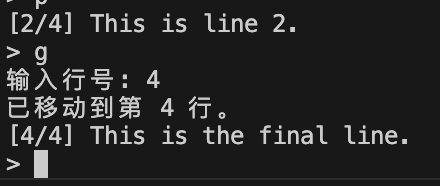 > p
[2/4] This is line 2.
> g
输入行号: 4
已移动到第 4 行。
[4/4] This is the final line.
>